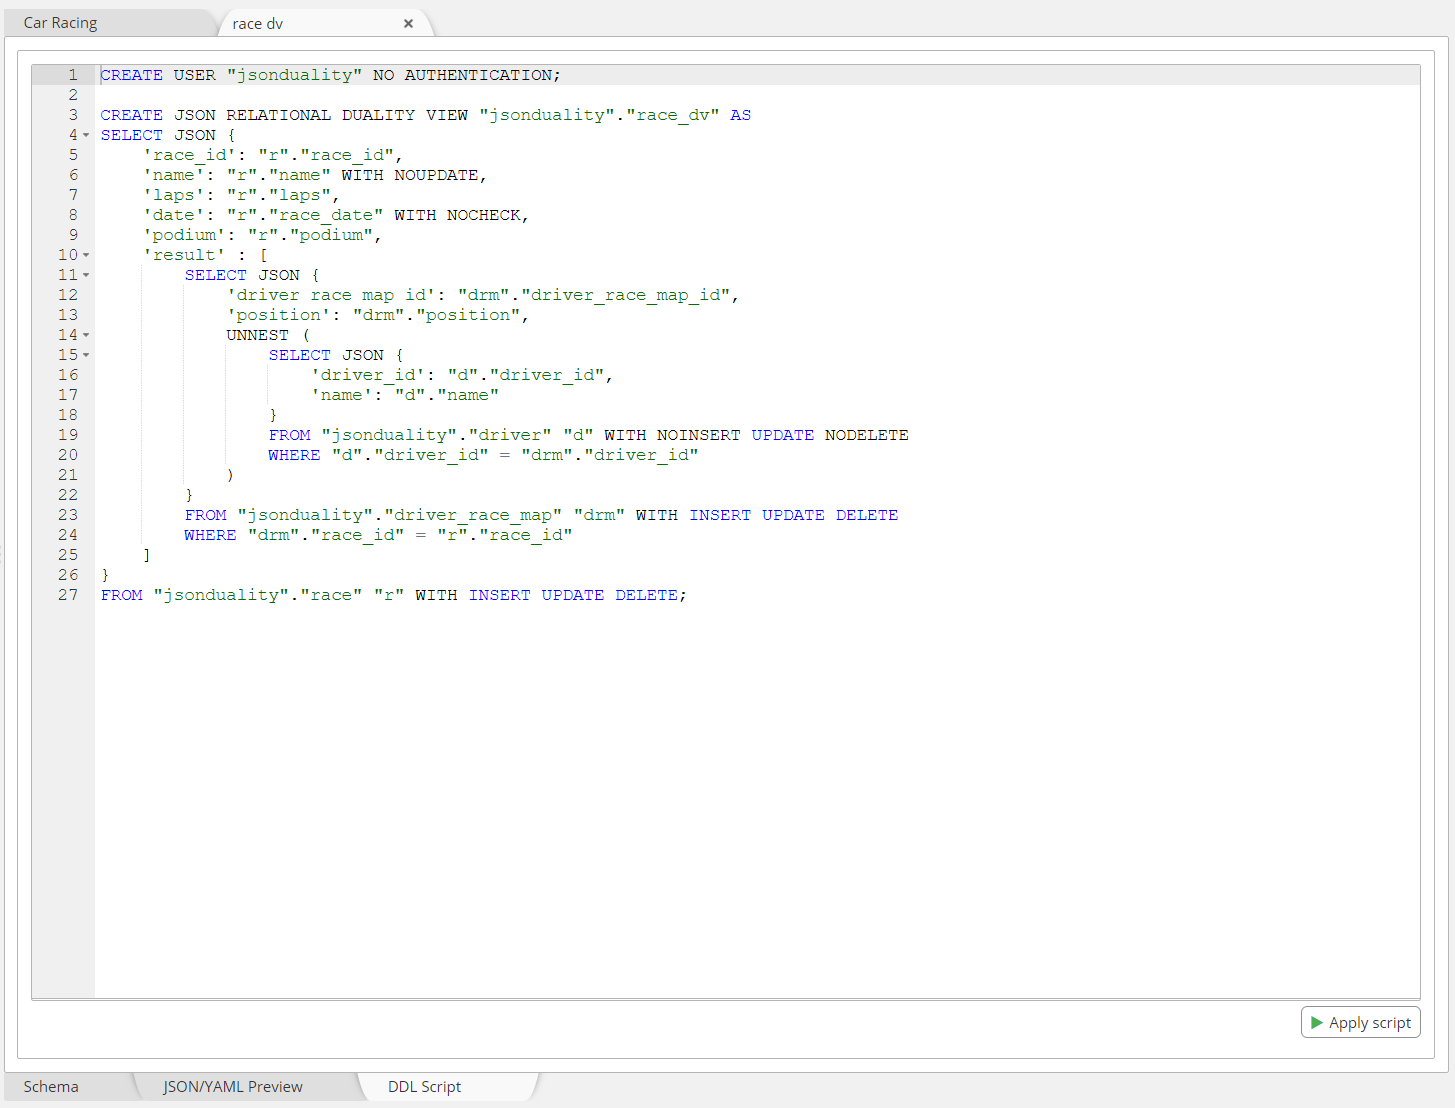 Car Racing
race dv ×
1 CREATE USER "jsonduality" NO AUTHENTICATION;
2
3 CREATE JSON RELATIONAL DUALITY VIEW "jsonduality"."race_dv" AS
4 SELECT JSON {
5     'race_id': "r"."race_id",
6     'name': "r"."name" WITH NOUPDATE,
7     'laps': "r"."laps",
8     'date': "r"."race_date" WITH NOCHECK,
9     'podium': "r"."podium",
10     'result' : [
11         SELECT JSON {
12             'driver race map id': "drm"."driver_race_map_id",
13             'position': "drm"."position",
14             UNNEST (
15                 SELECT JSON {
16                     'driver_id': "d"."driver_id",
17                     'name': "d"."name"
18                 }
19                 FROM "jsonduality"."driver" "d" WITH NOINSERT UPDATE NODELETE
20                 WHERE "d"."driver_id" = "drm"."driver_id"
21             )
22         }
23         FROM "jsonduality"."driver_race_map" "drm" WITH INSERT UPDATE DELETE
24         WHERE "drm"."race_id" = "r"."race_id"
25     ]
26 }
27 FROM "jsonduality"."race" "r" WITH INSERT UPDATE DELETE;
Apply script
Schema
JSON/YAML Preview
DDL Script